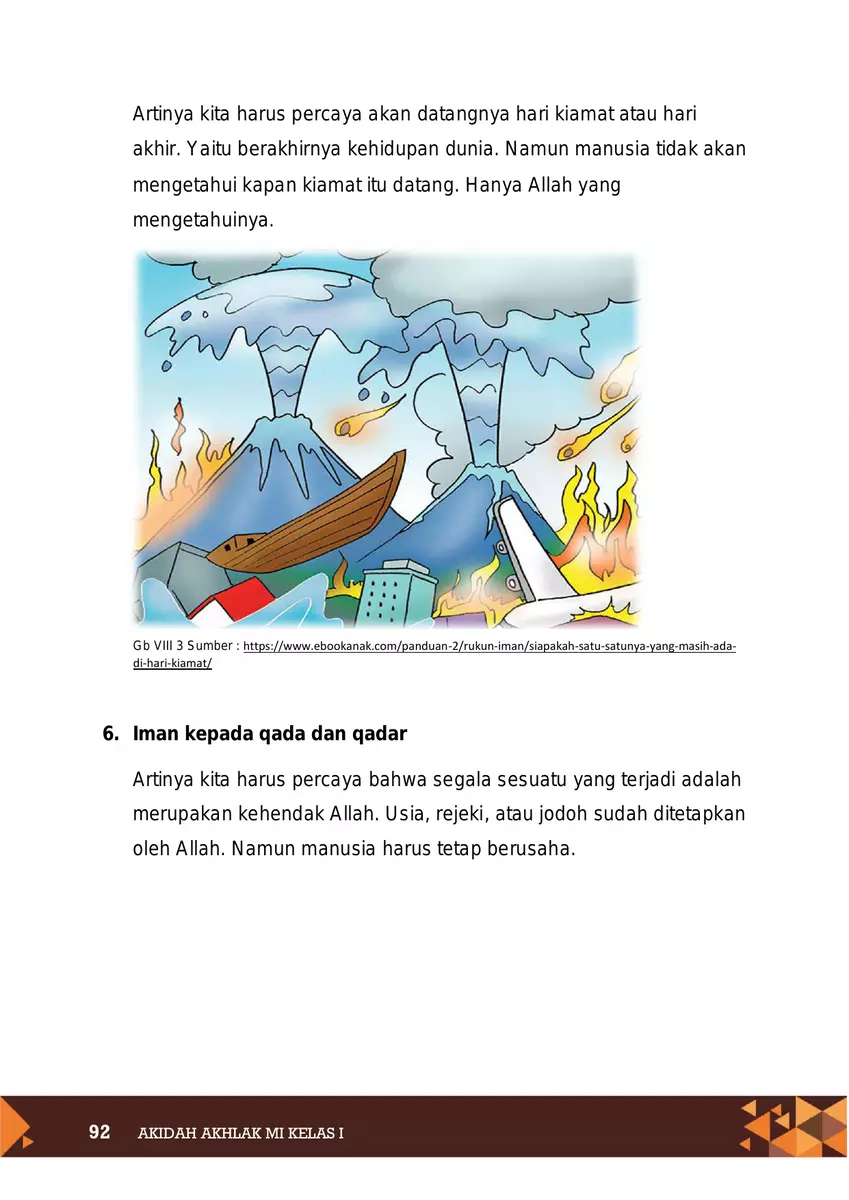 Artinya kita harus percaya akan datangnya hari kiamat atau hari
akhir. Yaitu berakhirnya kehidupan dunia. Namun manusia tidak akan
mengetahui kapan kiamat itu datang. Hanya Allah yang
mengetahuinya.
Gb VIII 3 Sumber : https://www.ebookanak.com/panduan-2/rukun-iman/siapakah-satu-satunya-yang-masih-ada-
di-hari-kiamat/
6. Iman kepada qada dan qadar
Artinya kita harus percaya bahwa segala sesuatu yang terjadi adalah
merupakan kehendak Allah. Usia, rejeki, atau jodoh sudah ditetapkan
oleh Allah. Namun manusia harus tetap berusaha.
92 AKIDAH AKHLAK MI KELAS I